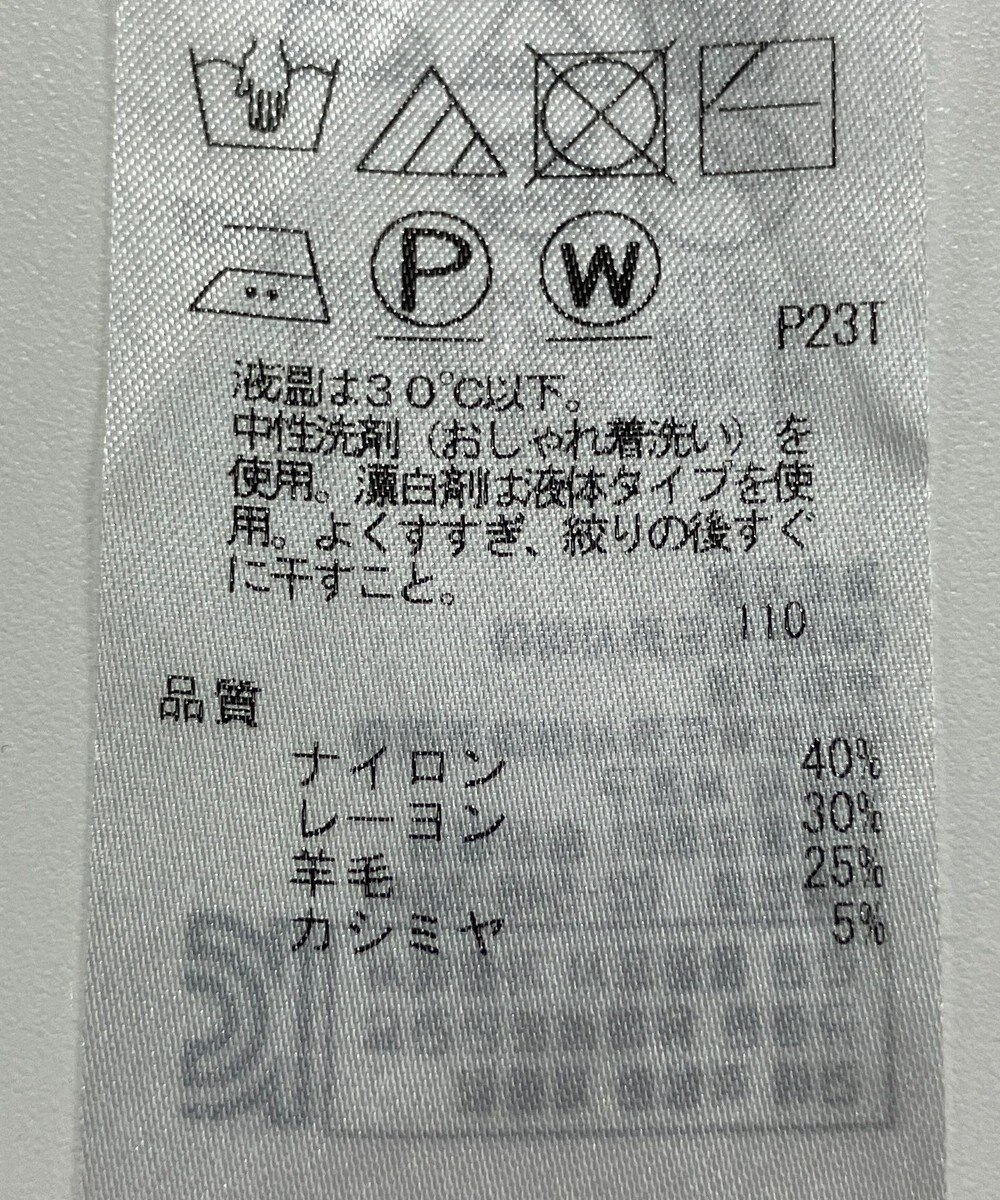 P
W
P23T
液温は30℃以下。
中性洗剤（おしゃれ着洗い）を
使用。漂白剤は液体タイプを使
用。よくすすぎ、絞りの後すぐ
に干すこと。
110
品質
ナイロン 40%
レーヨン 30%
羊毛 25%
カシミヤ 5%